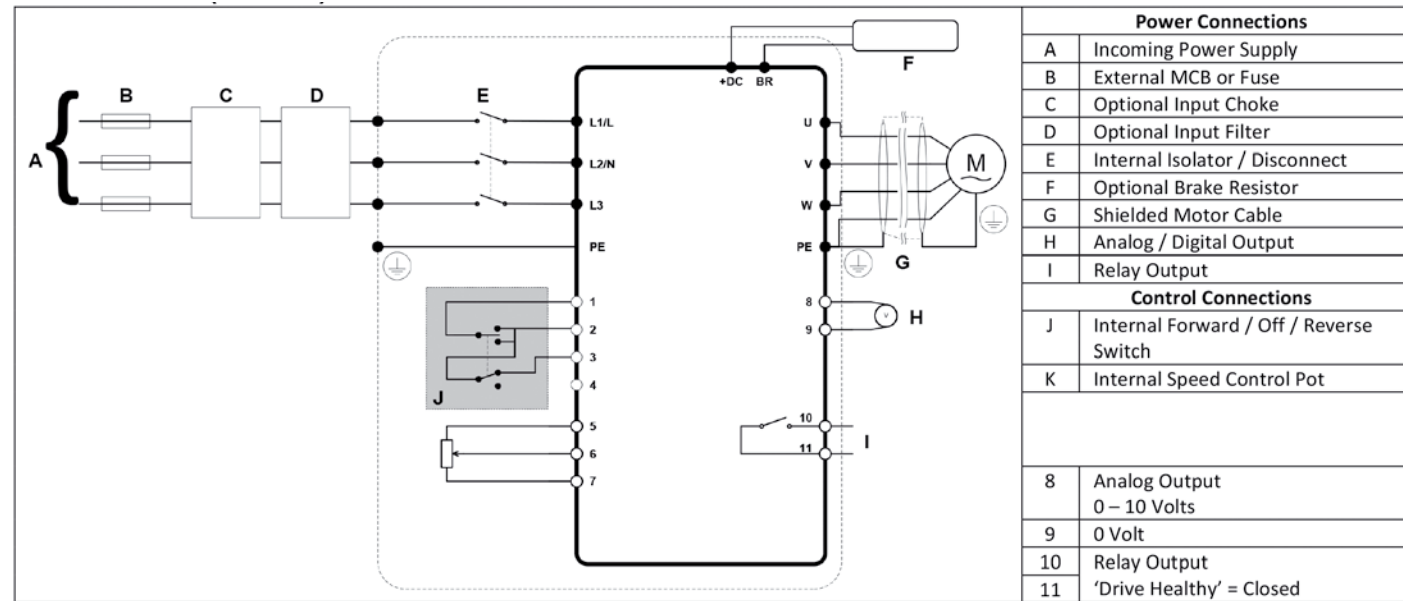 +DC BR
F
A
B
C
D
E
L1/L
L2/N
L3
PE
U
V
W
PE
M
G
1
2
3
4
J
5
6
7
8
9
V
H
10
11
I
Power Connections
A Incoming Power Supply
B External MCB or Fuse
C Optional Input Choke
D Optional Input Filter
E Internal Isolator / Disconnect
F Optional Brake Resistor
G Shielded Motor Cable
H Analog / Digital Output
I Relay Output
Control Connections
J Internal Forward / Off / Reverse
Switch
K Internal Speed Control Pot
8 Analog Output
0 – 10 Volts
9 0 Volt
10 Relay Output
11 ‘Drive Healthy’ = Closed